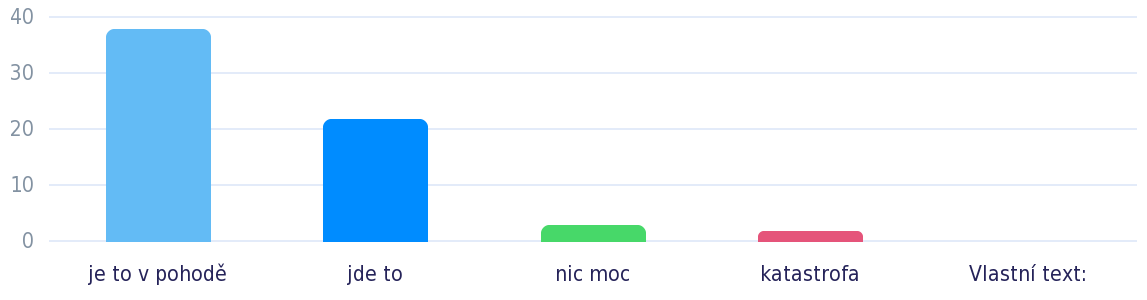 40
30
20
10
0
je to v pohodě
jde to
nic moc
katastrofa
Vlastní text: